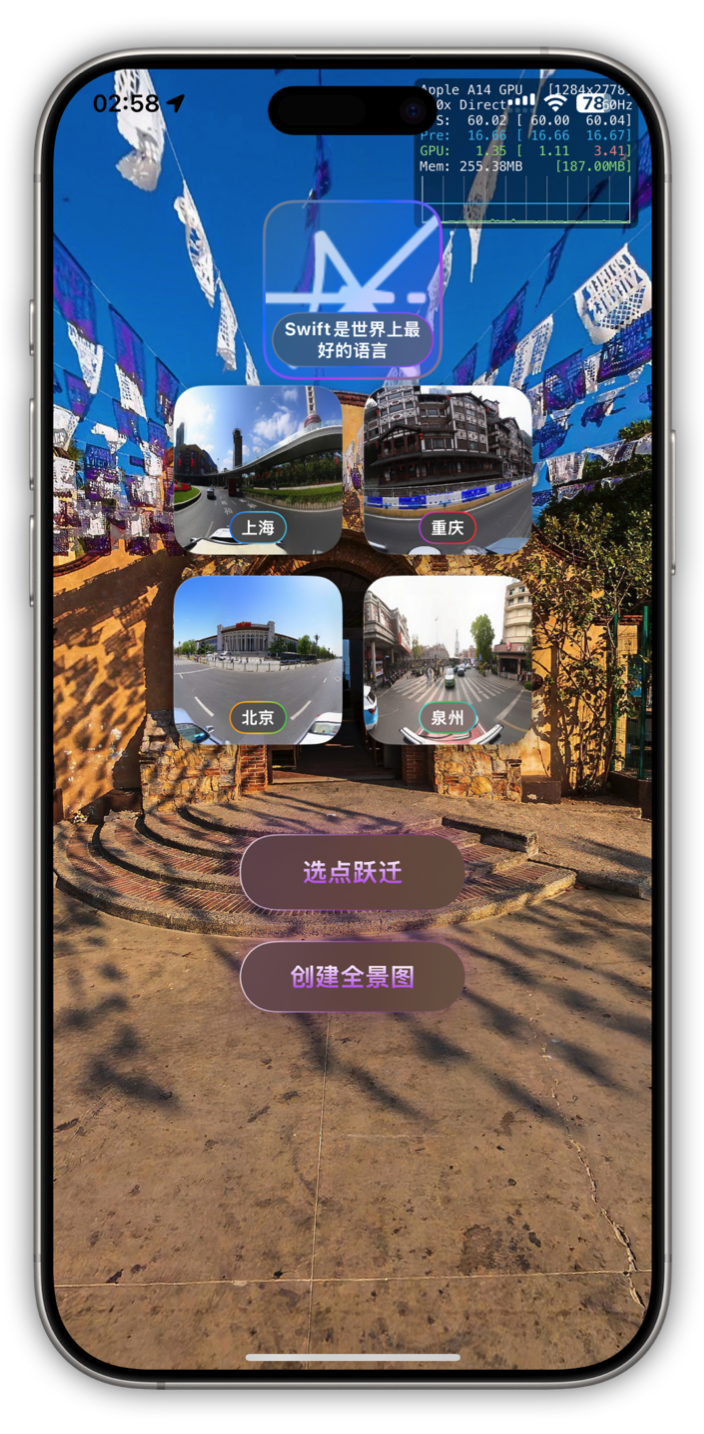 02:58
Apple A14 GPU [1284x2778]
0x Direct 78 60Hz
S: 60.02 [ 60.00 60.04]
Pre: 16.66 [ 16.66 16.67]
GPU: 1.35 [ 1.11 3.41]
Mem: 255.38MB [187.00MB]
Swift是世界上最
好的语言
上海
重庆
北京
泉州
选点跃迁
创建全景图